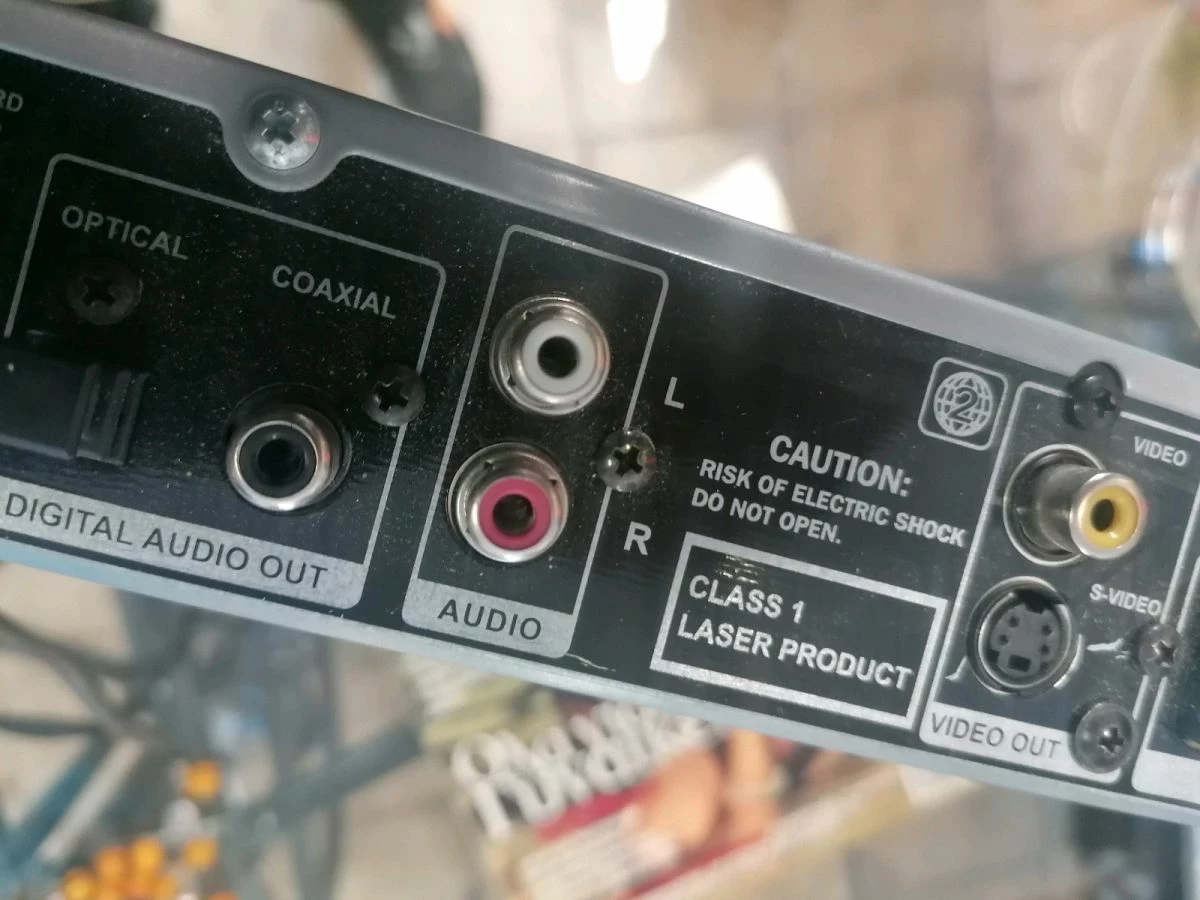 RD
OPTICAL
COAXIAL
DIGITAL AUDIO OUT
L
R
AUDIO
2
CAUTION:
RISK OF ELECTRIC SHOCK
DO NOT OPEN.
CLASS 1
LASER PRODUCT
VIDEO
S-VIDEO
VIDEO OUT